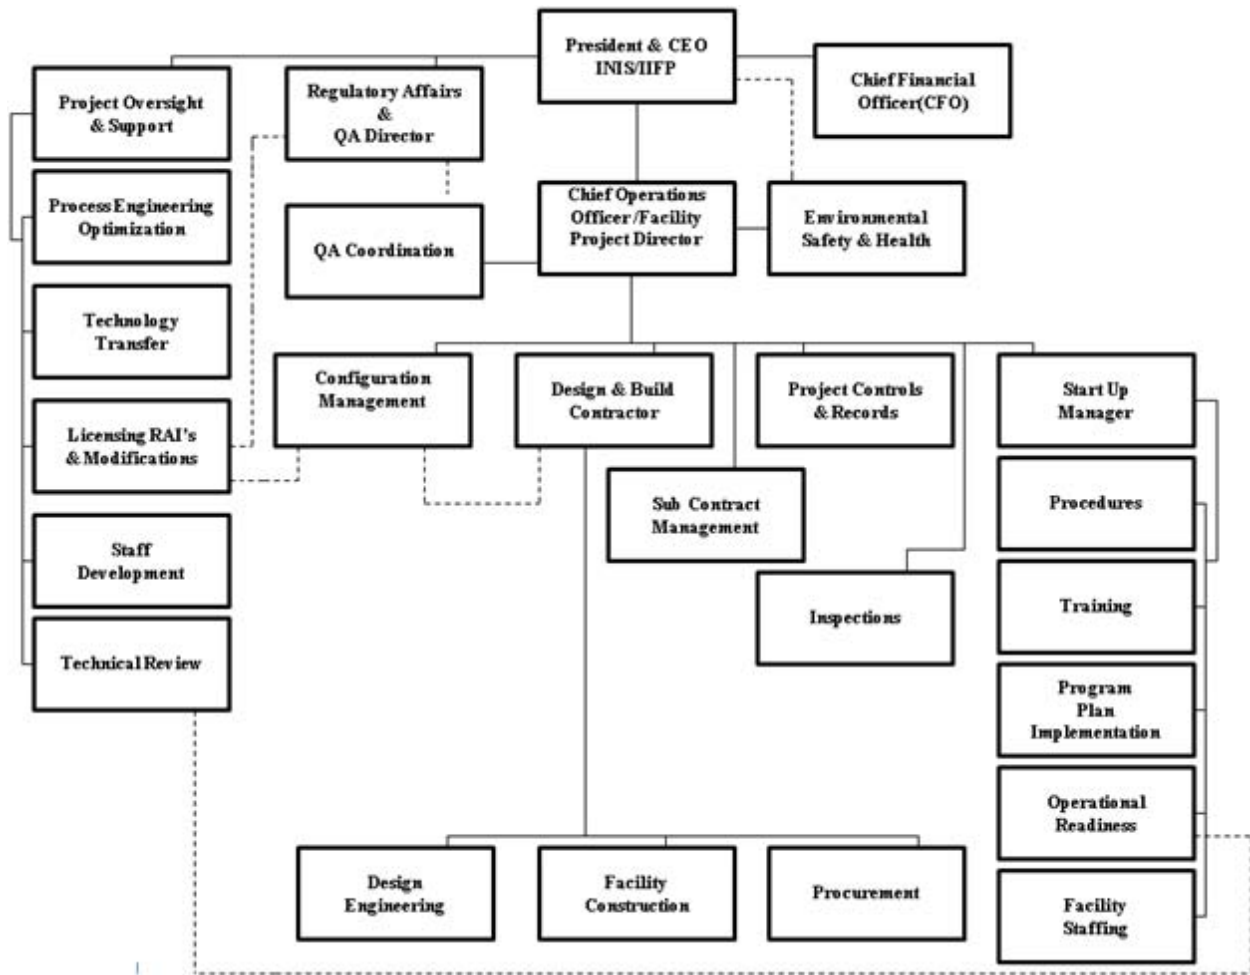 President & CEO
INIS/IIFP
Chief Financial
Officer(CFO)
Project Oversight
& Support
Regulatory Affairs
&
QA Director
Process Engineering
Optimization
Chief Operations
Officer/Facility
Project Director
Environmental
Safety & Health
QA Coordination
Technology
Transfer
Configuration
Management
Design & Build
Contractor
Project Controls
& Records
Start Up
Manager
Licensing RAI's
& Modifications
Sub Contract
Management
Procedures
Staff
Development
Inspections
Training
Technical Review
Program
Plan
Implementation
Operational
Readiness
Design
Engineering
Facility
Construction
Procurement
Facility
Staffing